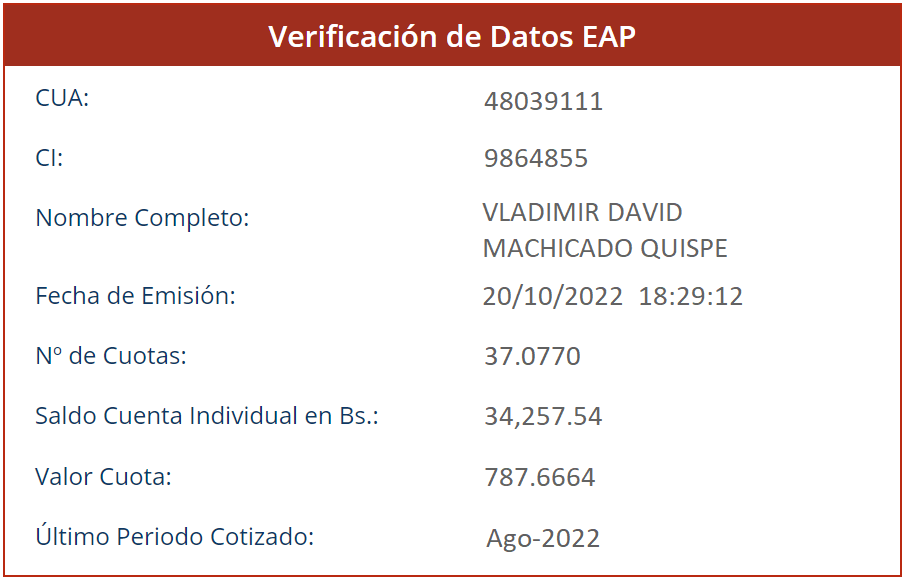 Verificación de Datos EAP
CUA: 48039111
CI: 9864855
Nombre Completo: VLADIMIR DAVID
MACHICADO QUISPE
Fecha de Emisión: 20/10/2022 18:29:12
Nº de Cuotas: 37.0770
Saldo Cuenta Individual en Bs.: 34,257.54
Valor Cuota: 787.6664
Último Periodo Cotizado: Ago-2022